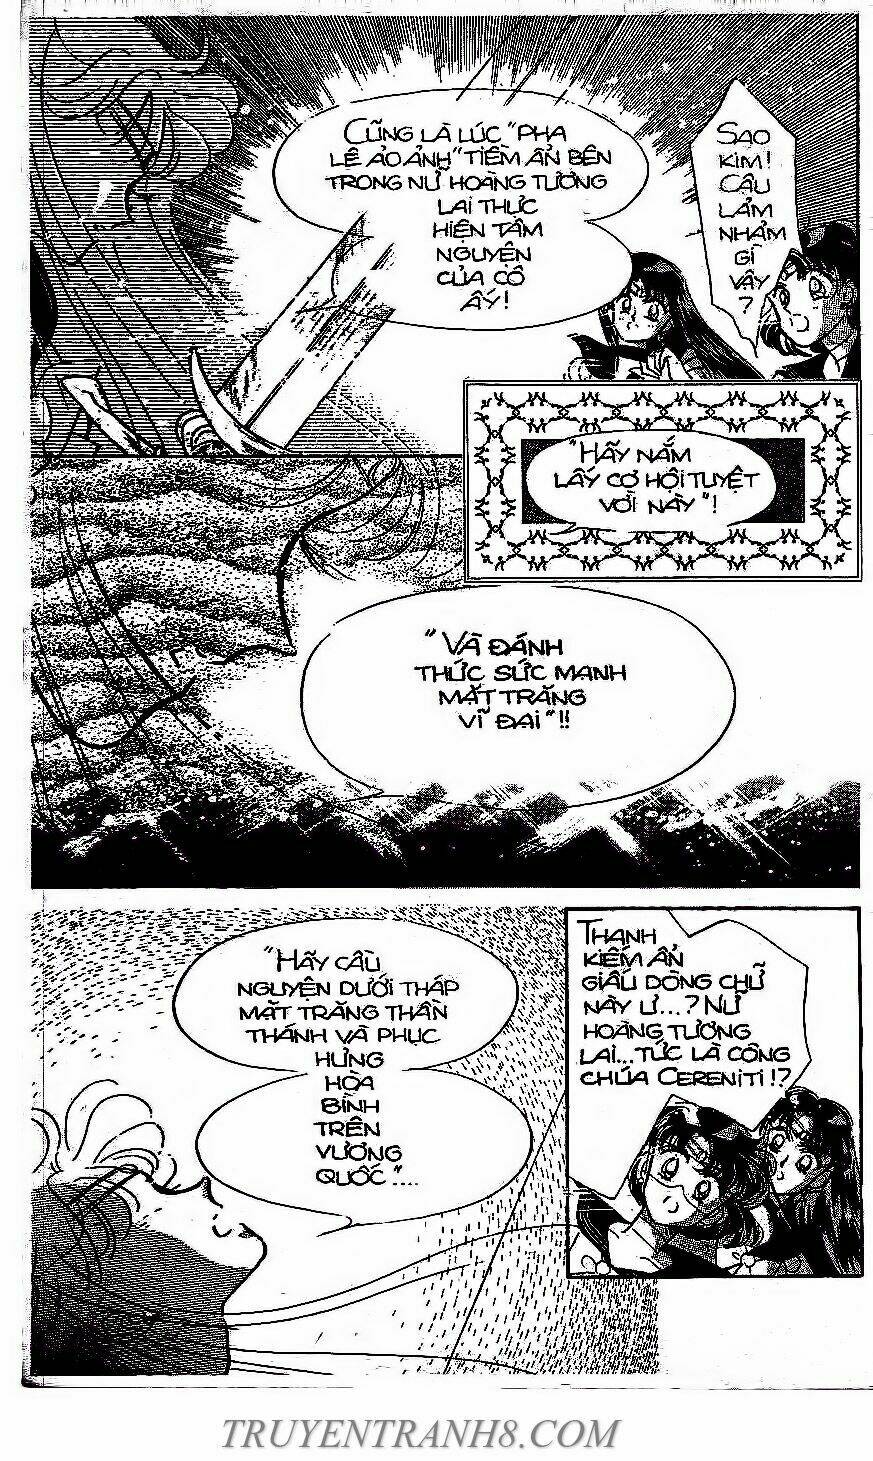 CŨNG LÀ LÚC "PHA
LÊ ẢO ẢNH" TIỀM ẨN BÊN
TRONG NỮ HOÀNG TƯƠNG
LAI THỰC
HIỆN TÂM
NGUYỆN
CỦA CÔ
ẤY!
SAO
KIM!
CẬU
LẨM
NHẨM
GÌ
VẬY
?
"HÃY NẮM
LẤY CƠ HỘI TUYỆT
VỜI NÀY"!
"VÀ ĐÁNH
THỨC SỨC MẠNH
MẶT TRĂNG
VĨ ĐẠI"!!
"HÃY CẦU
NGUYỆN DƯỚI THÁP
MẶT TRĂNG THẦN
THÁNH VÀ PHỤC
HƯNG
HÒA
BÌNH
TRÊN
VƯƠNG
QUỐC"....
THANH
KIẾM ẨN
GIẤU DÒNG CHỮ
NÀY Ư...? NỮ
HOÀNG TƯƠNG
LAI...TỨC LÀ CÔNG
CHÚA CERENITI!?
TRUYENTRANH8.COM